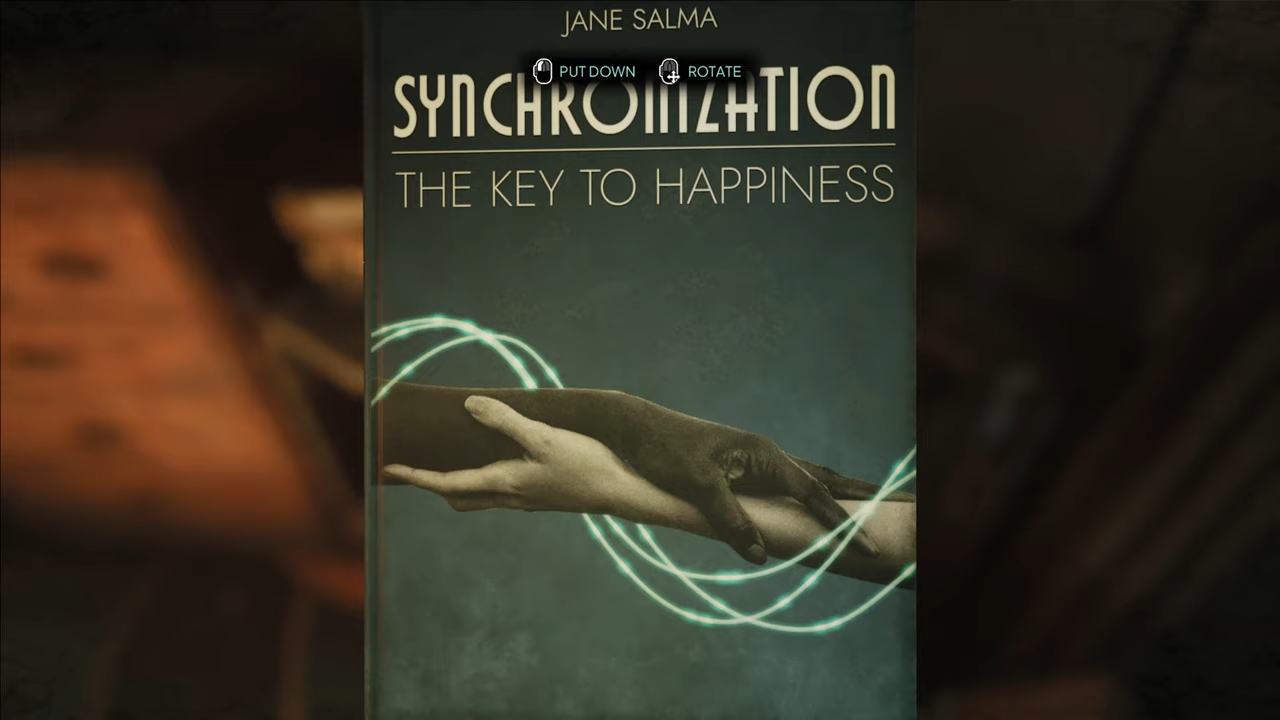 JANE SALMA
PUT DOWN ROTATE
SYNCHRONIZATION
THE KEY TO HAPPINESS